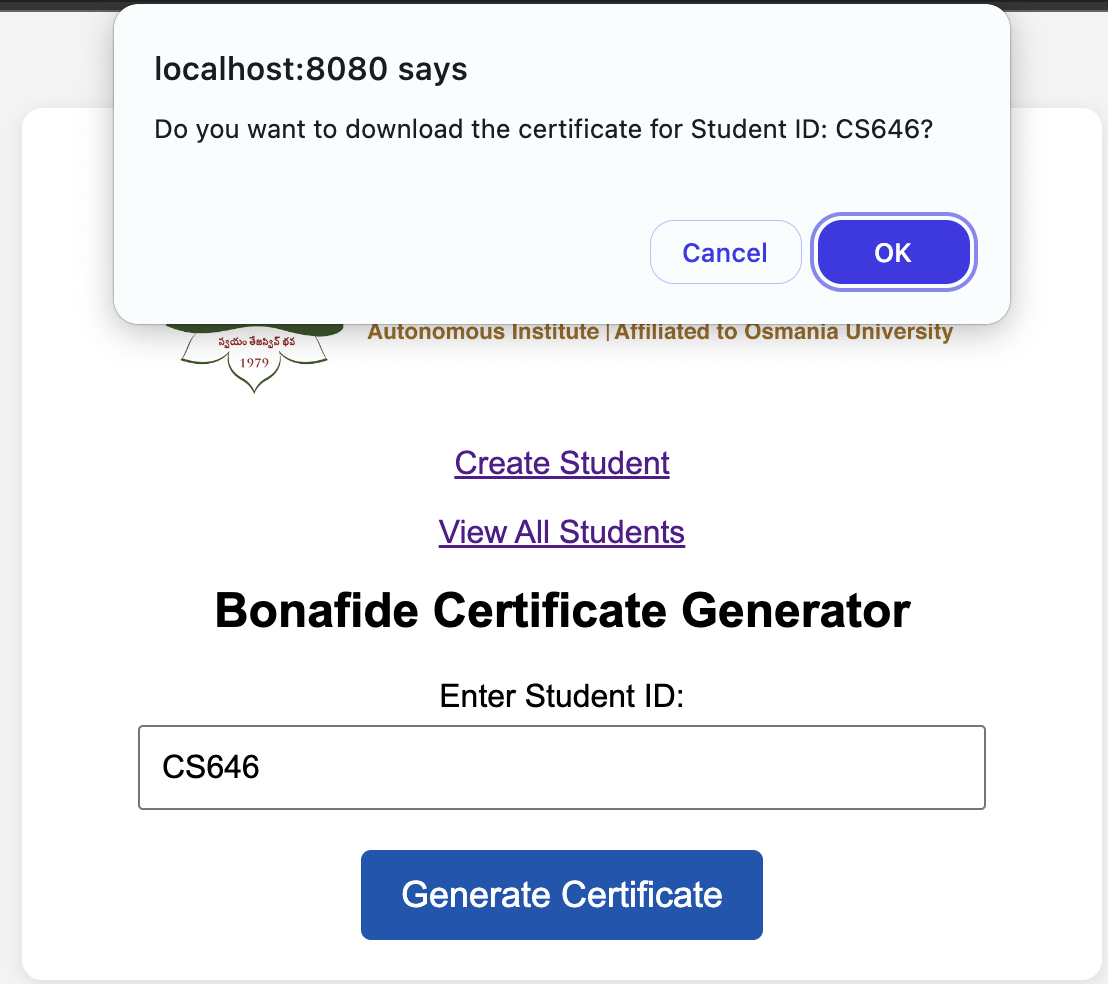 localhost:8080 says
Do you want to download the certificate for Student ID: CS646?
Cancel
OK
Autonomous Institute | Affiliated to Osmania University
స్వయం తేజస్విన్ భవ
1979
Create Student
View All Students
Bonafide Certificate Generator
Enter Student ID:
CS646
Generate Certificate